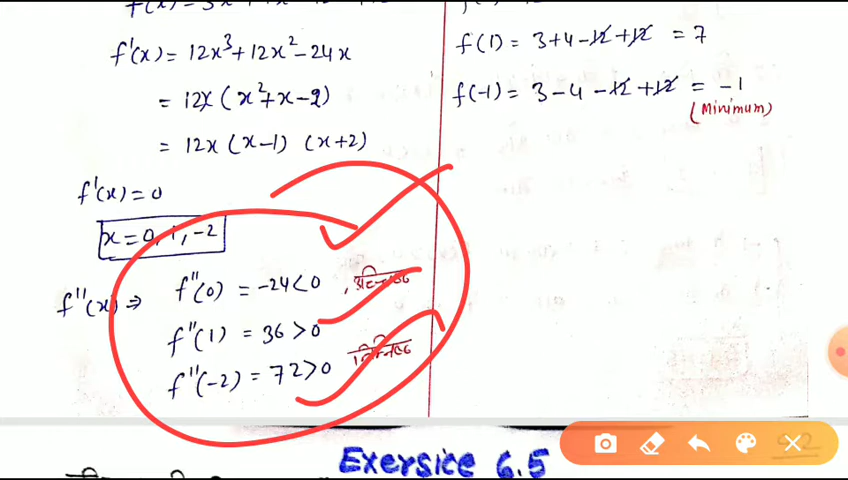 f'(x) = 12x³+12x²-24x
= 12x (x²+x-2)
= 12x (x-1) (x+2)
f'(x)=0
x=0, 1, -2
f''(x) ⇒ f''(0) = -24<0
f''(1) = 36 >0
f''(-2) = 72>0
f(1) = 3+4-12+12 = 7
f(-1) = 3-4-12+12 = -1
(Minimum)
Exersice 6.5